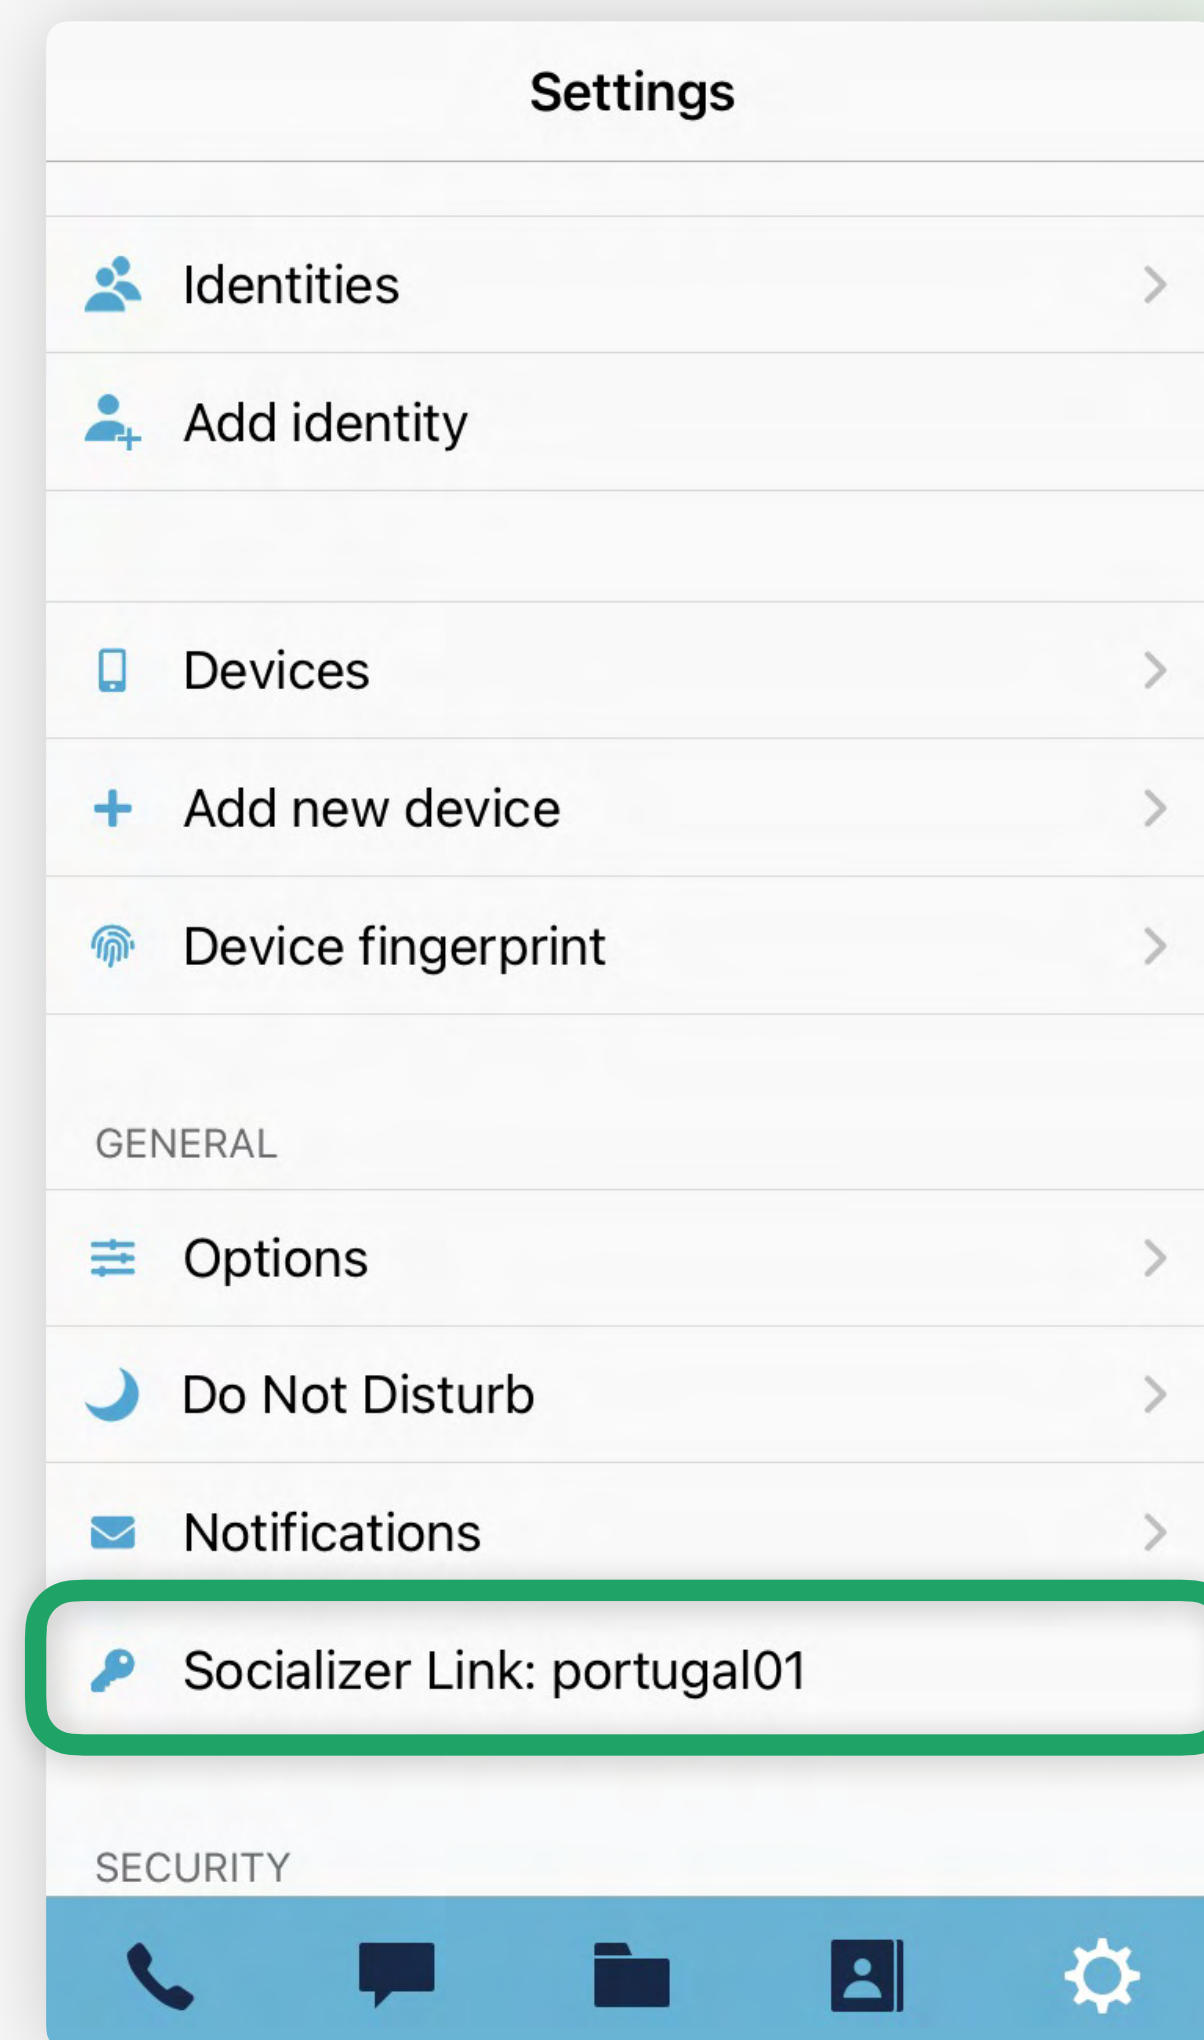 Settings
Identities
Add identity
Devices
Add new device
Device fingerprint
GENERAL
Options
Do Not Disturb
Notifications
Socializer Link: portugal01
SECURITY